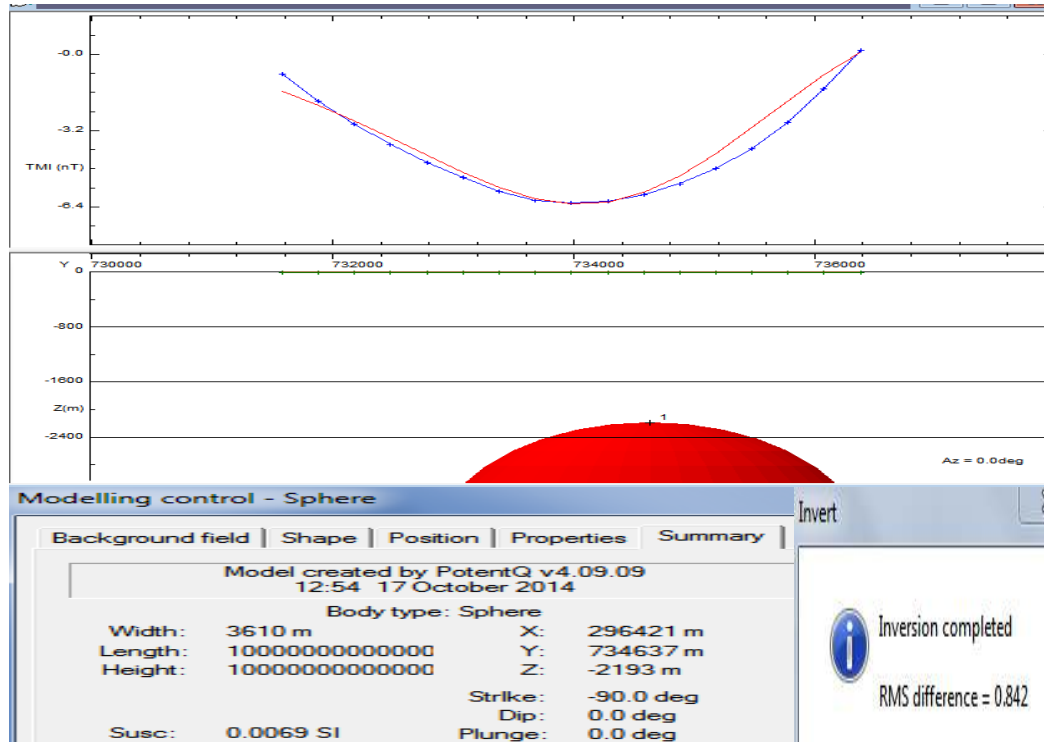 -0.0
-3.2
TMI (nT)
-6.4
Y 730000 732000 734000 736000
0
-800
-1600
Z(m)
-2400
1
Az = 0.0deg
Modelling control - Sphere
Background field Shape Position Properties Summary
Model created by PotentQ v4.09.09
12:54 17 October 2014
Body type: Sphere
Width: 3610 m X: 296421 m
Length: 10000000000000 Y: 734637 m
Height: 10000000000000 Z: -2193 m
Strike: -90.0 deg
Dip: 0.0 deg
Susc: 0.0069 SI Plunge: 0.0 deg
Invert
Inversion completed
RMS difference = 0.842